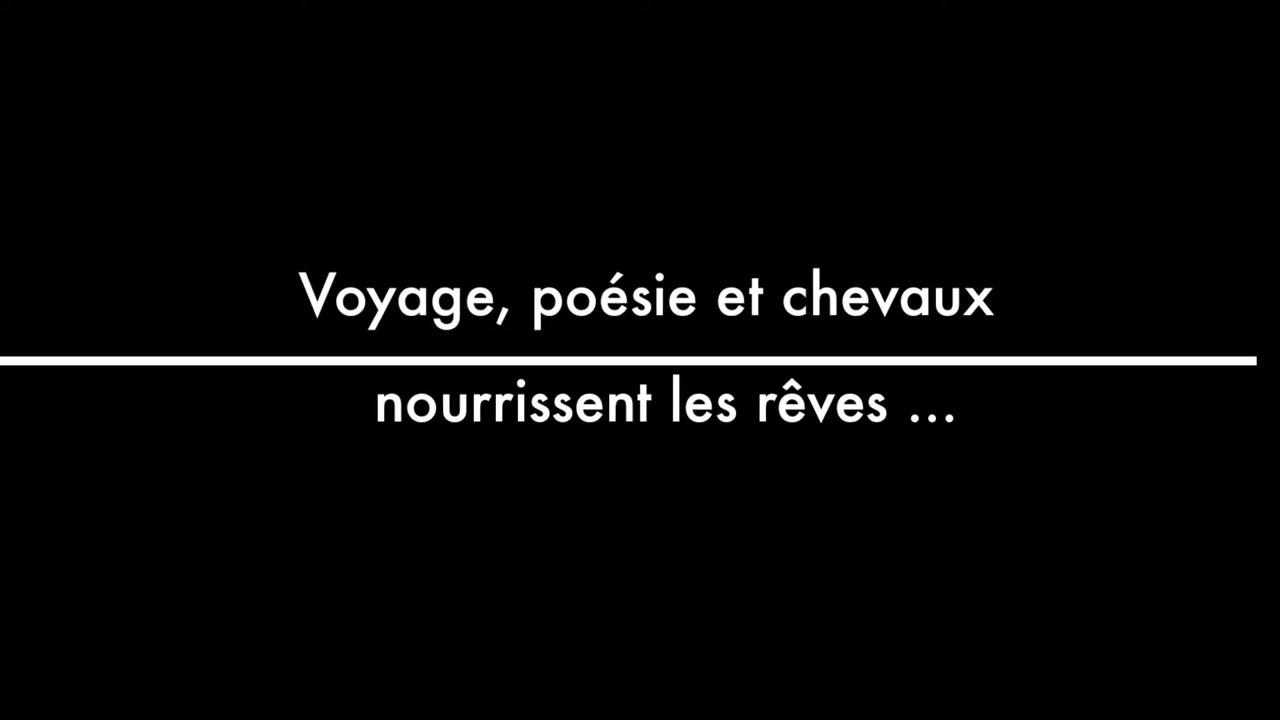 Voyage, poésie et chevaux
nourrissent les rêves ...